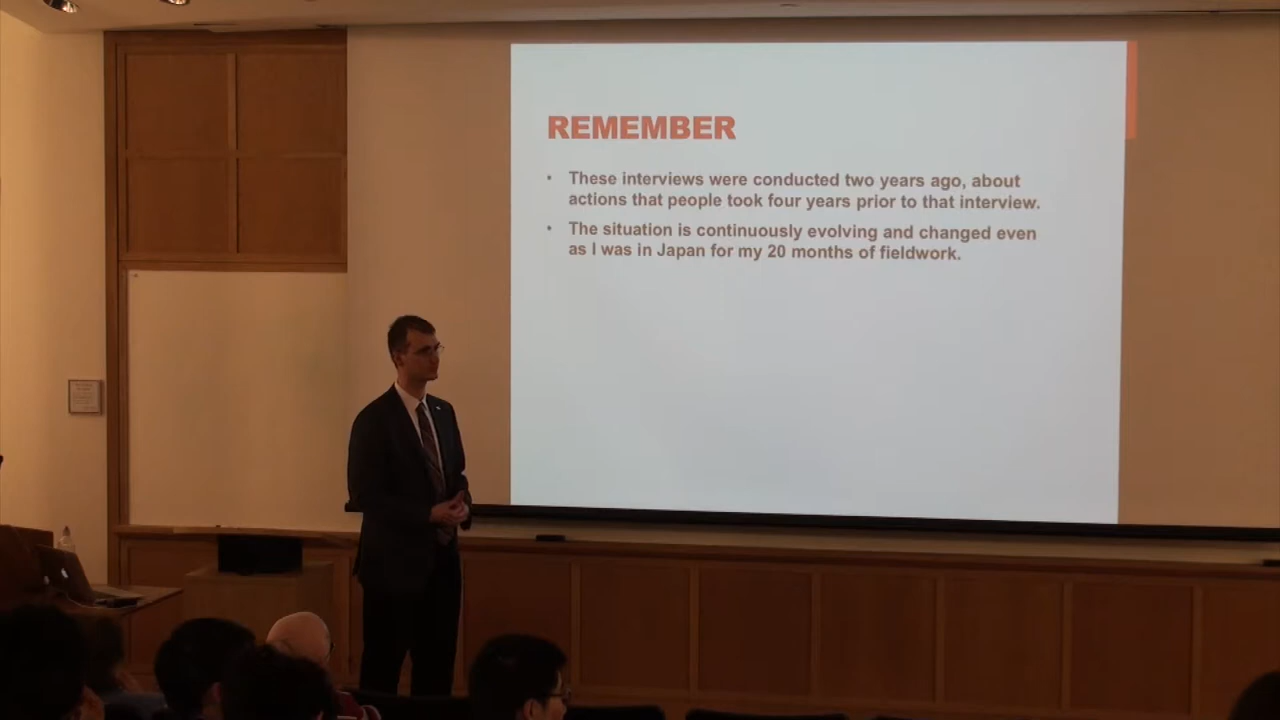 REMEMBER
• These interviews were conducted two years ago, about
actions that people took four years prior to that interview.
• The situation is continuously evolving and changed even
as I was in Japan for my 20 months of fieldwork.